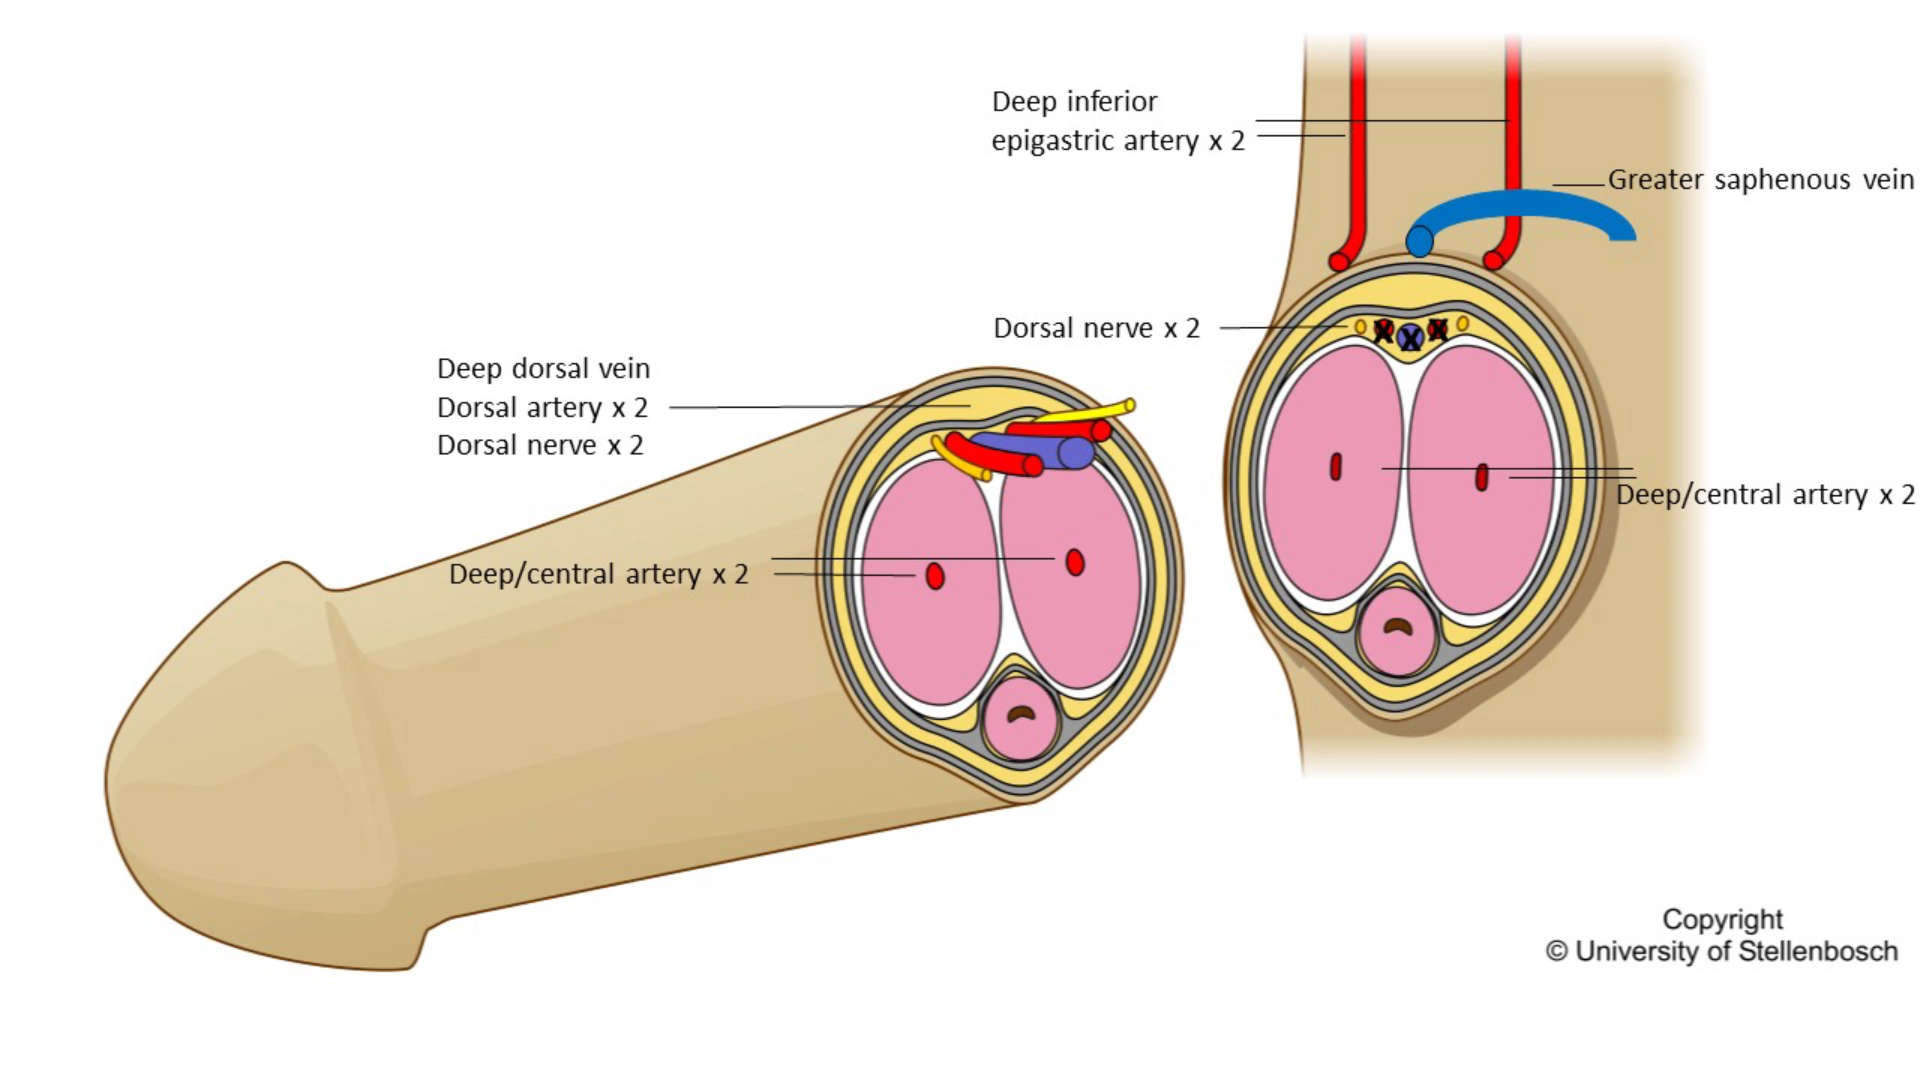 Deep inferior
epigastric artery x 2
Greater saphenous vein
Dorsal nerve x 2
Deep dorsal vein
Dorsal artery x 2
Dorsal nerve x 2
X X X
Deep/central artery x 2
Deep/central artery x 2
Copyright
© University of Stellenbosch